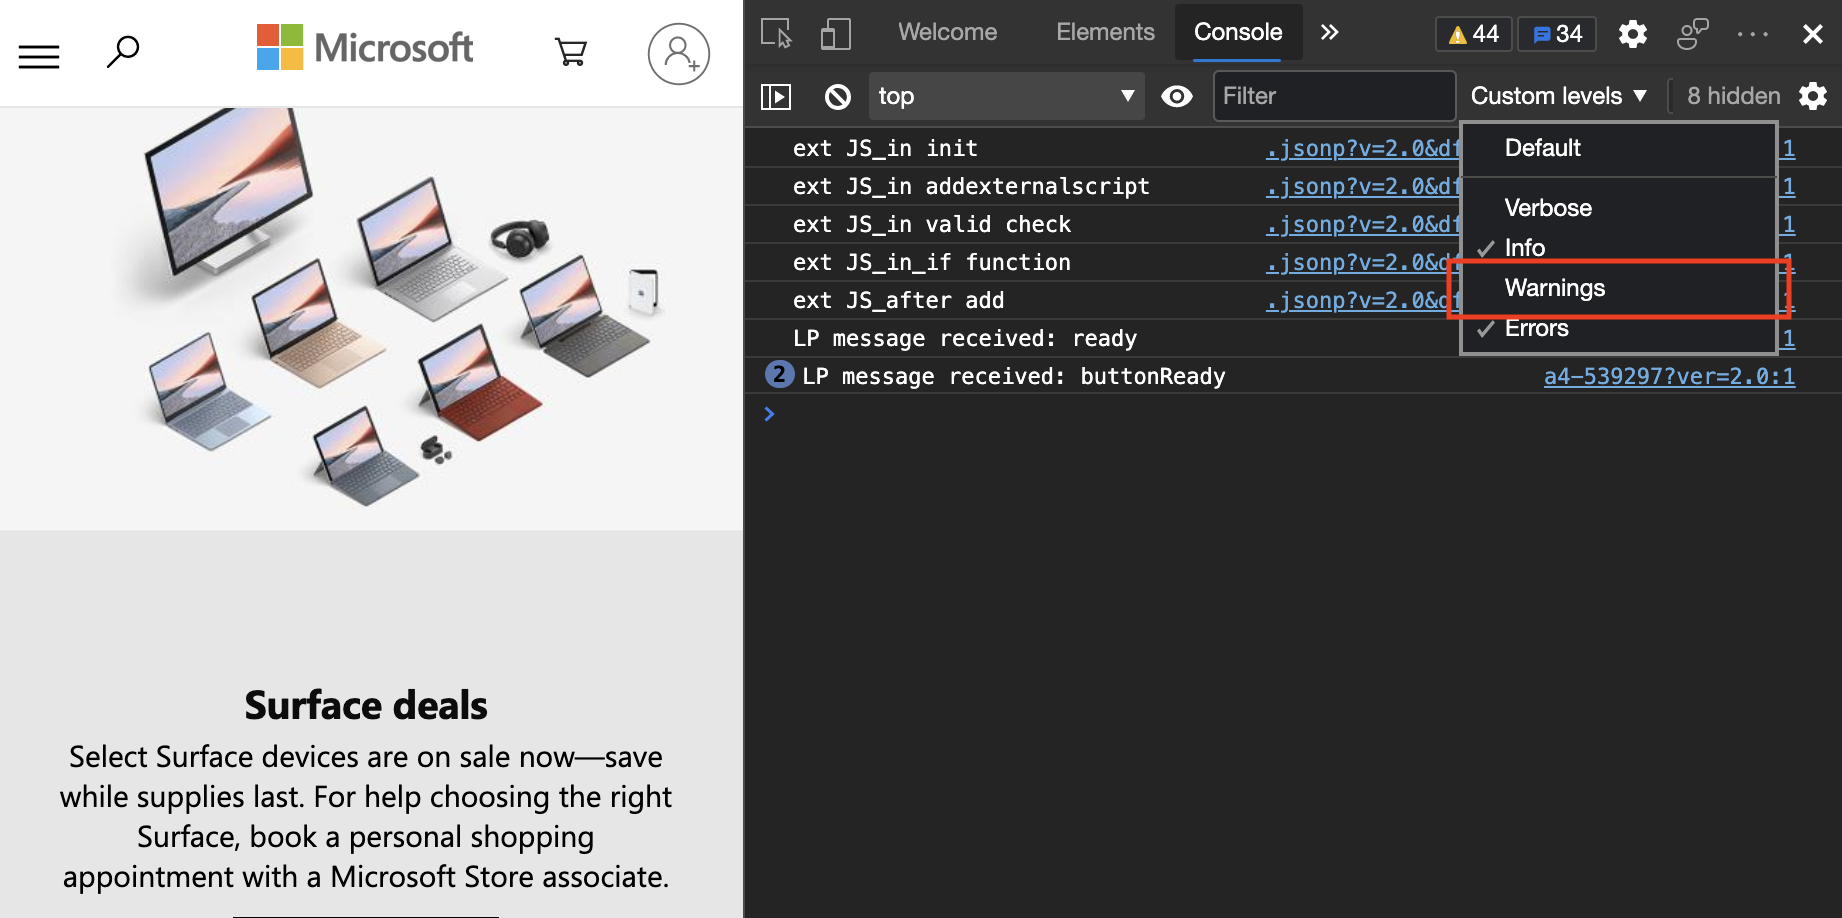 Microsoft
Surface deals
Select Surface devices are on sale now—save
while supplies last. For help choosing the right
Surface, book a personal shopping
appointment with a Microsoft Store associate.
Welcome Elements Console 44 34
top Filter Custom levels 8 hidden
ext JS_in init .jsonp?v=2.0&df 1
ext JS_in addexternalscript .jsonp?v=2.0&df 1
ext JS_in valid check .jsonp?v=2.0&df 1
ext JS_in_if function .jsonp?v=2.0&df 1
ext JS_after add .jsonp?v=2.0&df 1
LP message received: ready 1
2 LP message received: buttonReady a4-539297?ver=2.0:1
Default
Verbose
Info
Warnings
Errors